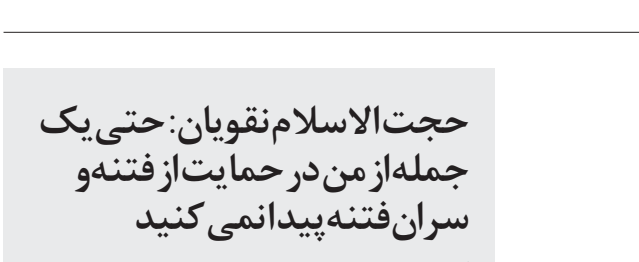 حجت‌الاسلام نقویان: حتی یک
جمله از من در حمایت از فتنه و
سران فتنه پیدا نمی‌کنید